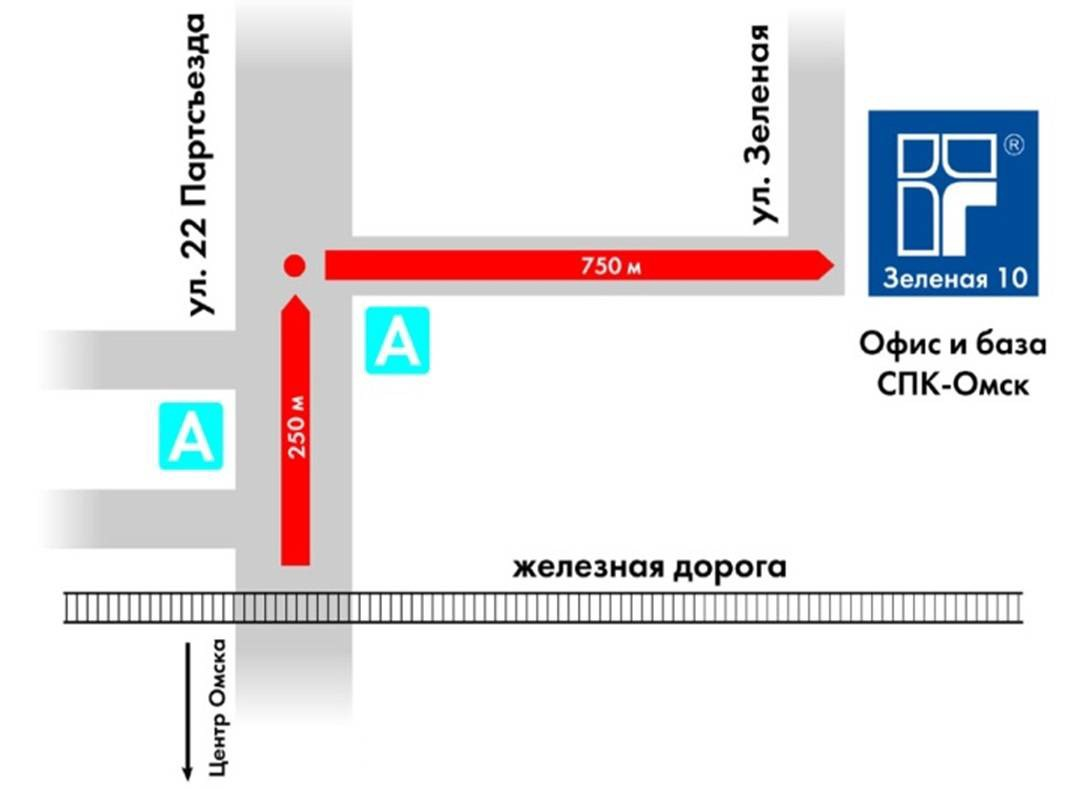 ул. 22 Партсъезда
ул. Зеленая
®
750 м
Зеленая 10
А
Офис и база
СПК-Омск
А
250 м
железная дорога
Центр Омска